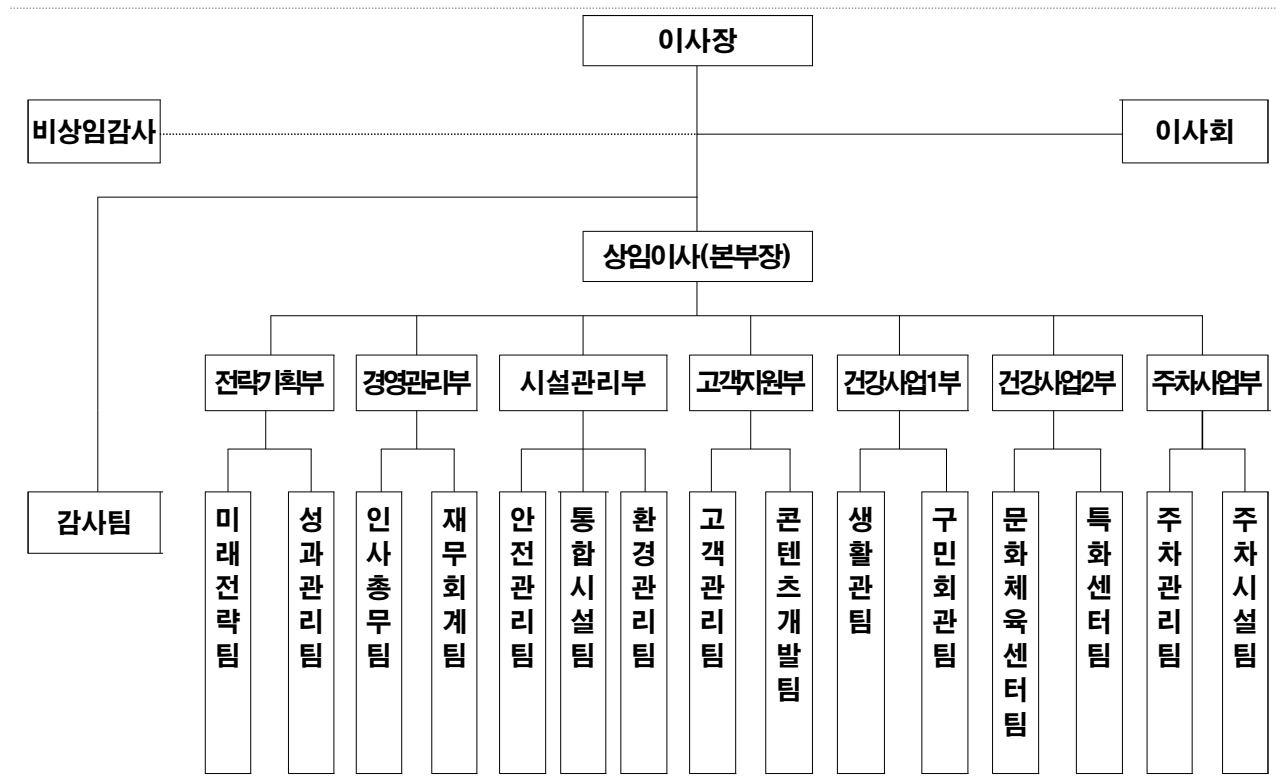 이사장
비상임감사
이사회
상임이사(본부장)
전략기획부
경영관리부
시설관리부
고객지원부
건강사업1부
건강사업2부
주차사업부
감사팀
미래전략팀
성과관리팀
인사총무팀
재무회계팀
안전관리팀
통합시설팀
환경관리팀
고객관리팀
콘텐츠개발팀
생활관팀
구민회관팀
문화체육센터팀
특화센터팀
주차관리팀
주차시설팀